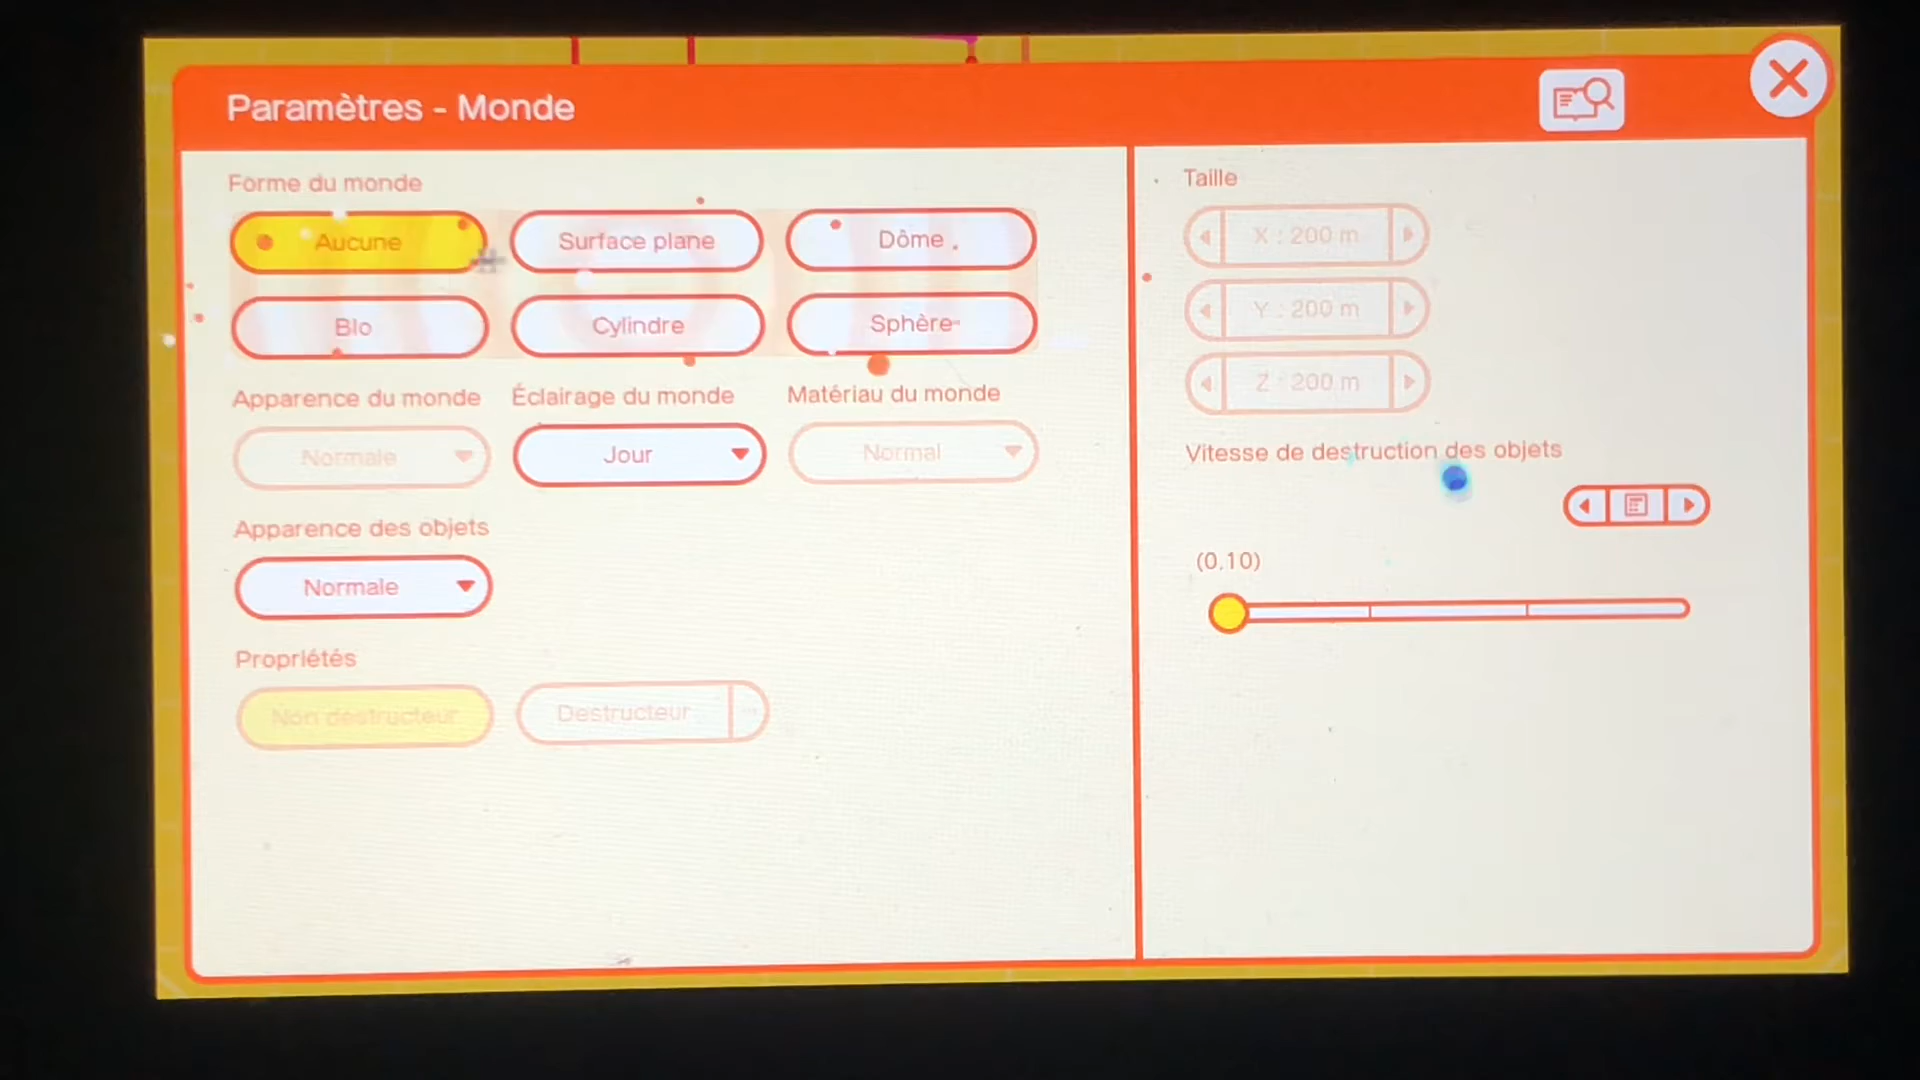 Paramètres - Monde
Forme du monde
Aucune
Surface plane
Dôme
Blo
Cylindre
Sphère
Apparence du monde
Éclairage du monde
Matériau du monde
Normale
Jour
Normal
Apparence des objets
Normale
Propriétés
Non destructeur
Destructeur
Taille
X : 200 m
Y : 200 m
Z : 200 m
Vitesse de destruction des objets
(0,10)